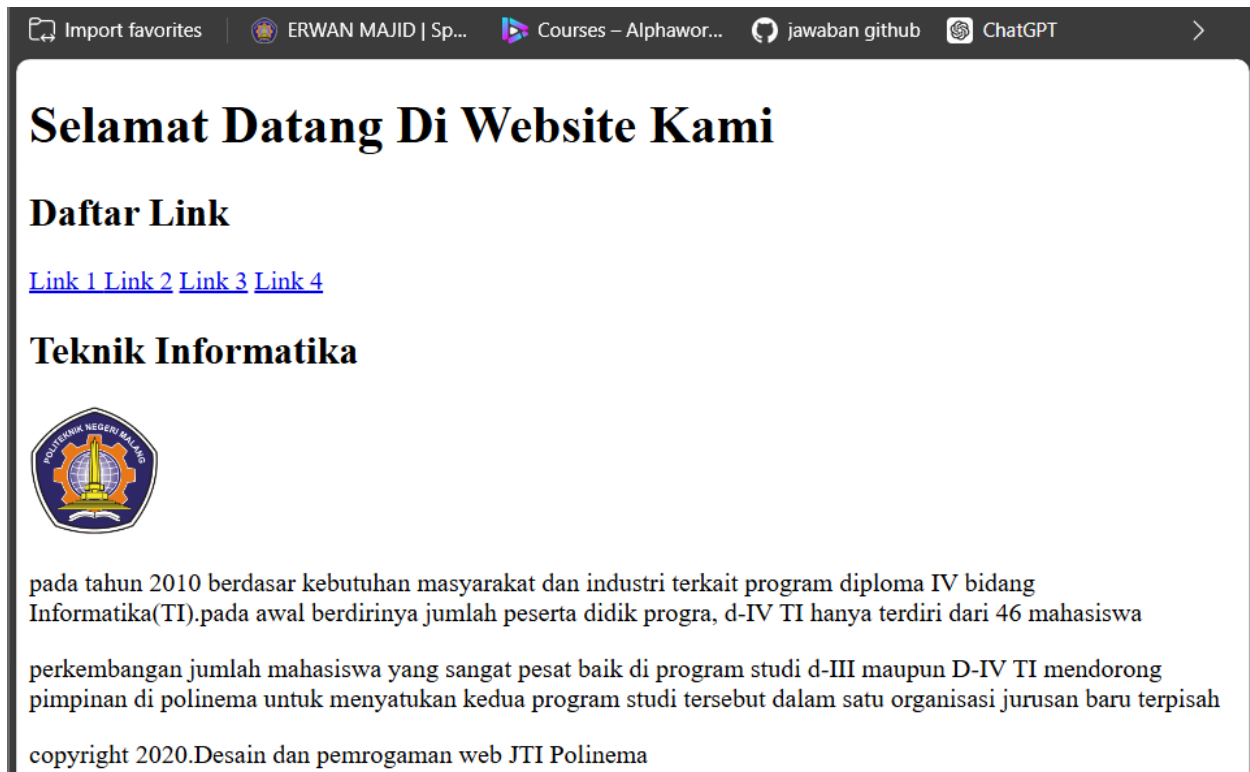 Import favorites ERWAN MAJID | Sp... Courses – Alphawor... jawaban github ChatGPT
Selamat Datang Di Website Kami
Daftar Link
Link 1 Link 2 Link 3 Link 4
Teknik Informatika
POLITEKNIK NEGERI MALANG
pada tahun 2010 berdasar kebutuhan masyarakat dan industri terkait program diploma IV bidang
Informatika(TI).pada awal berdirinya jumlah peserta didik progra, d-IV TI hanya terdiri dari 46 mahasiswa
perkembangan jumlah mahasiswa yang sangat pesat baik di program studi d-III maupun D-IV TI mendorong
pimpinan di polinema untuk menyatukan kedua program studi tersebut dalam satu organisasi jurusan baru terpisah
copyright 2020.Desain dan pemrogaman web JTI Polinema